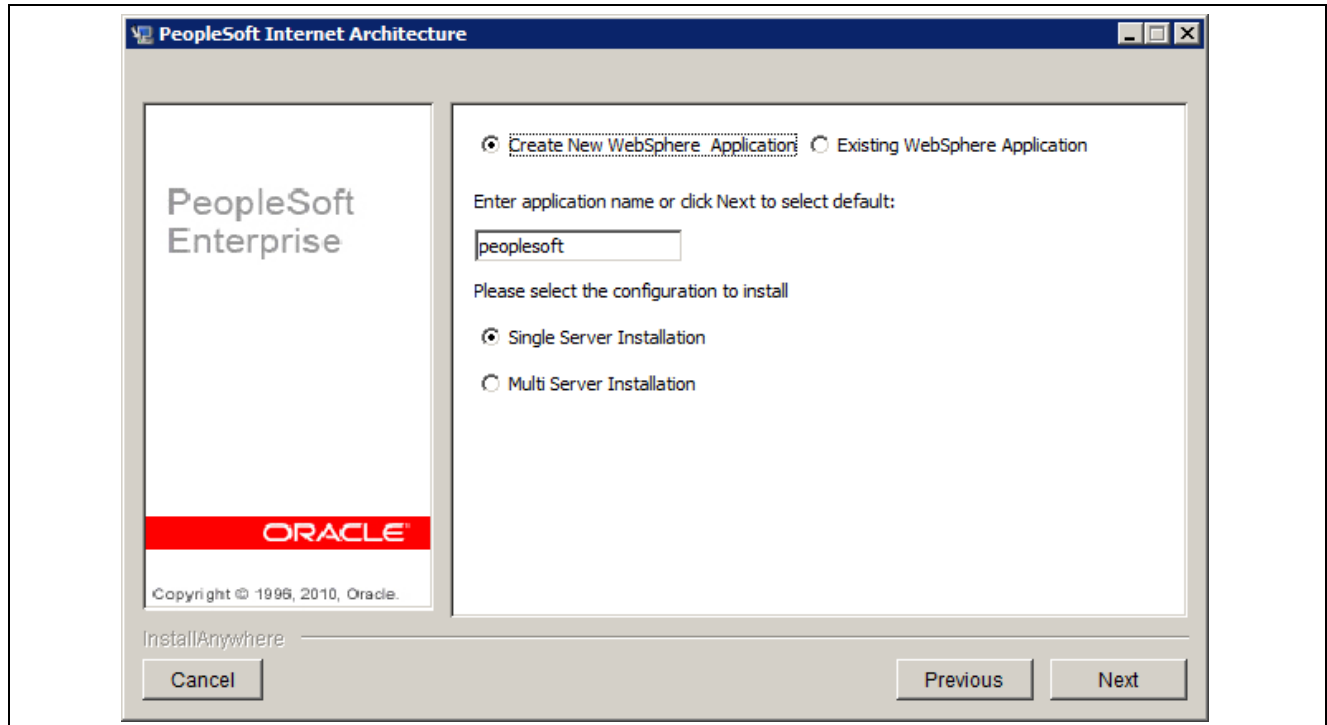 PeopleSoft Internet Architecture
Create New WebSphere Application Existing WebSphere Application
PeopleSoft
Enterprise
Enter application name or click Next to select default:
peoplesoft
Please select the configuration to install
Single Server Installation
Multi Server Installation
ORACLE
Copyright © 1996, 2010, Oracle.
InstallAnywhere
Cancel Previous Next